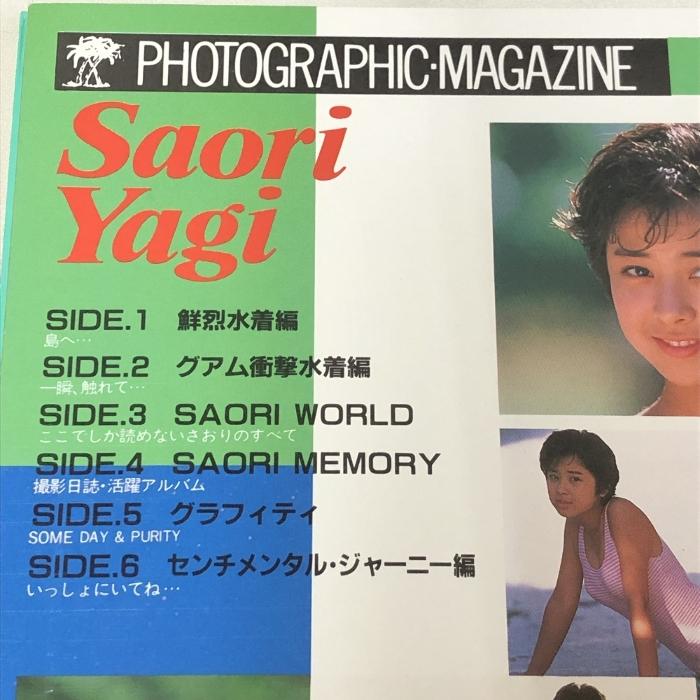 PHOTOGRAPHIC·MAGAZINE
Saori
Yagi
SIDE.1 鮮烈水着編
島へ…
SIDE.2 グアム衝撃水着編
一瞬、触れて…
SIDE.3 SAORI WORLD
ここでしか読めないさおりのすべて
SIDE.4 SAORI MEMORY
撮影日誌・活躍アルバム
SIDE.5 グラフィティ
SOME DAY & PURITY
SIDE.6 センチメンタル・ジャーニー編
いっしょにいてね…